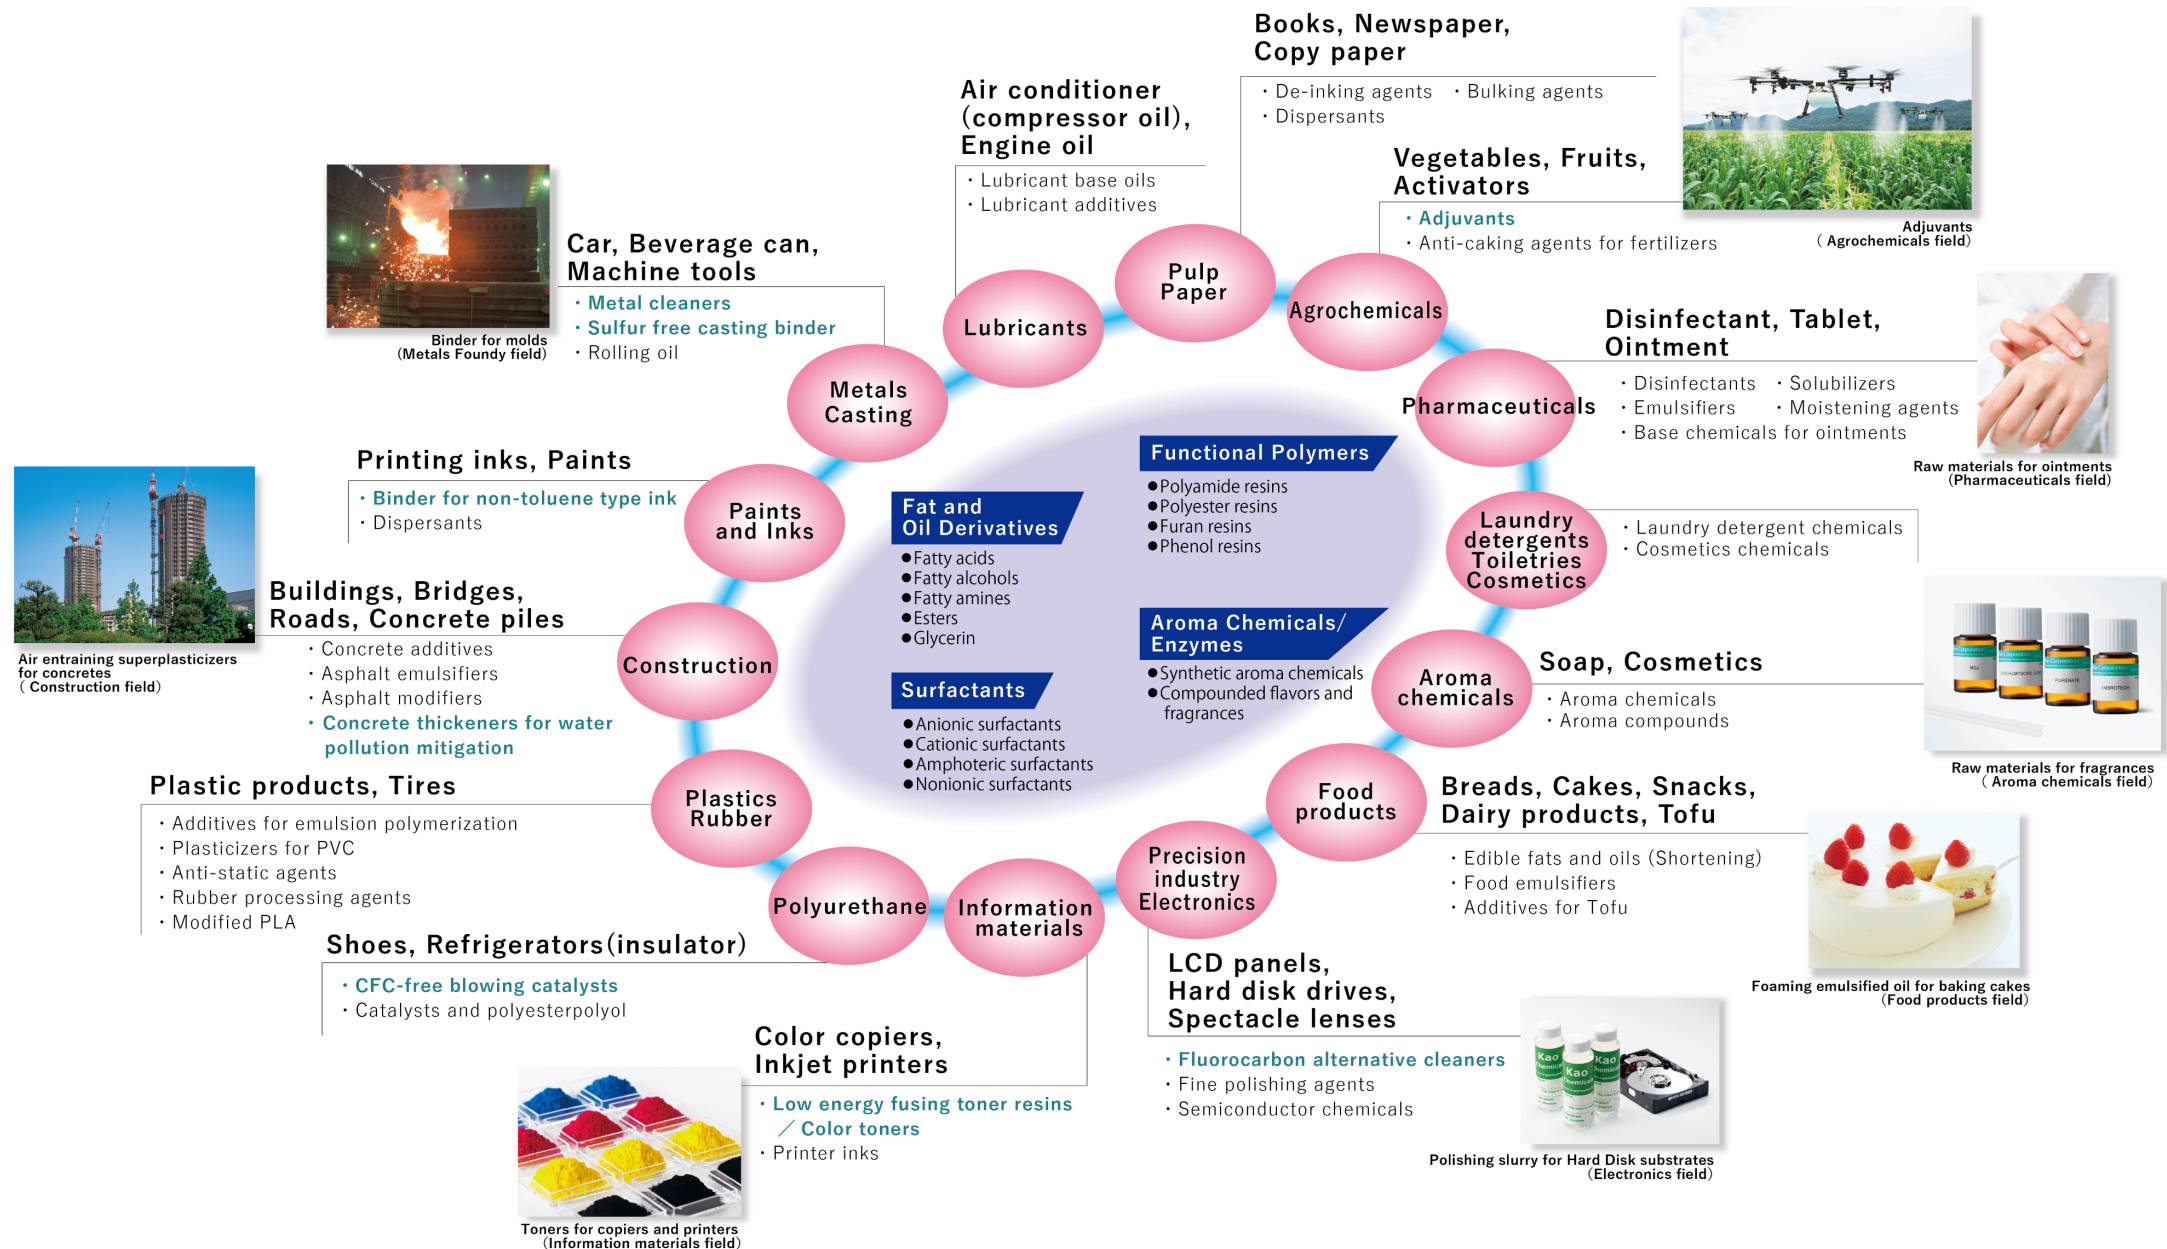 Books, Newspaper,
Copy paper
・De-inking agents ・Bulking agents
・Dispersants
Air conditioner
(compressor oil),
Engine oil
・Lubricant base oils
・Lubricant additives
Vegetables, Fruits,
Activators
・Adjuvants
・Anti-caking agents for fertilizers
Adjuvants
( Agrochemicals field)
Car, Beverage can,
Machine tools
・Metal cleaners
・Sulfur free casting binder
・Rolling oil
Binder for molds
(Metals Foundy field)
Pulp
Paper
Agrochemicals
Lubricants
Metals
Casting
Pharmaceuticals
Disinfectant, Tablet,
Ointment
・Disinfectants ・Solubilizers
・Emulsifiers ・Moistening agents
・Base chemicals for ointments
Raw materials for ointments
(Pharmaceuticals field)
Printing inks, Paints
・Binder for non-toluene type ink
・Dispersants
Paints
and Inks
Functional Polymers
●Polyamide resins
●Polyester resins
●Furan resins
●Phenol resins
Fat and
Oil Derivatives
●Fatty acids
●Fatty alcohols
●Fatty amines
●Esters
●Glycerin
Laundry
detergents
Toiletries
Cosmetics
・Laundry detergent chemicals
・Cosmetics chemicals
Buildings, Bridges,
Roads, Concrete piles
・Concrete additives
・Asphalt emulsifiers
・Asphalt modifiers
・Concrete thickeners for water
pollution mitigation
Air entraining superplasticizers
for concretes
( Construction field)
Construction
Aroma Chemicals/
Enzymes
●Synthetic aroma chemicals
●Compounded flavors and
fragrances
Surfactants
●Anionic surfactants
●Cationic surfactants
●Amphoteric surfactants
●Nonionic surfactants
Aroma
chemicals
Soap, Cosmetics
・Aroma chemicals
・Aroma compounds
Raw materials for fragrances
( Aroma chemicals field)
Plastic products, Tires
・Additives for emulsion polymerization
・Plasticizers for PVC
・Anti-static agents
・Rubber processing agents
・Modified PLA
Plastics
Rubber
Food
products
Breads, Cakes, Snacks,
Dairy products, Tofu
・Edible fats and oils (Shortening)
・Food emulsifiers
・Additives for Tofu
Foaming emulsified oil for baking cakes
(Food products field)
Precision
industry
Electronics
Polyurethane
Information
materials
Shoes, Refrigerators(insulator)
・CFC-free blowing catalysts
・Catalysts and polyesterpolyol
LCD panels,
Hard disk drives,
Spectacle lenses
・Fluorocarbon alternative cleaners
・Fine polishing agents
・Semiconductor chemicals
Kao
Kao
Kao
Polishing slurry for Hard Disk substrates
(Electronics field)
Color copiers,
Inkjet printers
・Low energy fusing toner resins
／Color toners
・Printer inks
Toners for copiers and printers
(Information materials field)